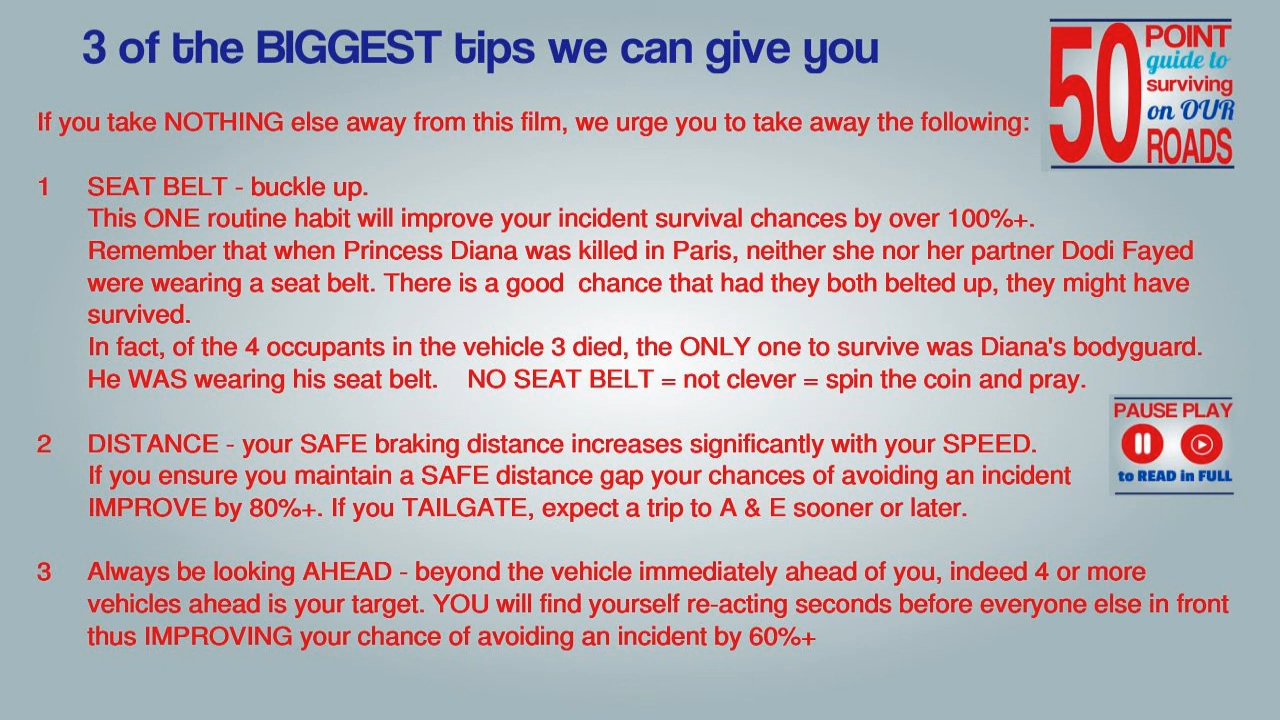 3 of the BIGGEST tips we can give you
50 POINT
guide to
surviving
on OUR
ROADS
If you take NOTHING else away from this film, we urge you to take away the following:
1 SEAT BELT - buckle up.
This ONE routine habit will improve your incident survival chances by over 100%+.
Remember that when Princess Diana was killed in Paris, neither she nor her partner Dodi Fayed
were wearing a seat belt. There is a good  chance that had they both belted up, they might have
survived.
In fact, of the 4 occupants in the vehicle 3 died, the ONLY one to survive was Diana's bodyguard.
He WAS wearing his seat belt.    NO SEAT BELT = not clever = spin the coin and pray.
PAUSE PLAY
to READ in FULL
2 DISTANCE - your SAFE braking distance increases significantly with your SPEED.
If you ensure you maintain a SAFE distance gap your chances of avoiding an incident
IMPROVE by 80%+. If you TAILGATE, expect a trip to A & E sooner or later.
3 Always be looking AHEAD - beyond the vehicle immediately ahead of you, indeed 4 or more
vehicles ahead is your target. YOU will find yourself re-acting seconds before everyone else in front
thus IMPROVING your chance of avoiding an incident by 60%+